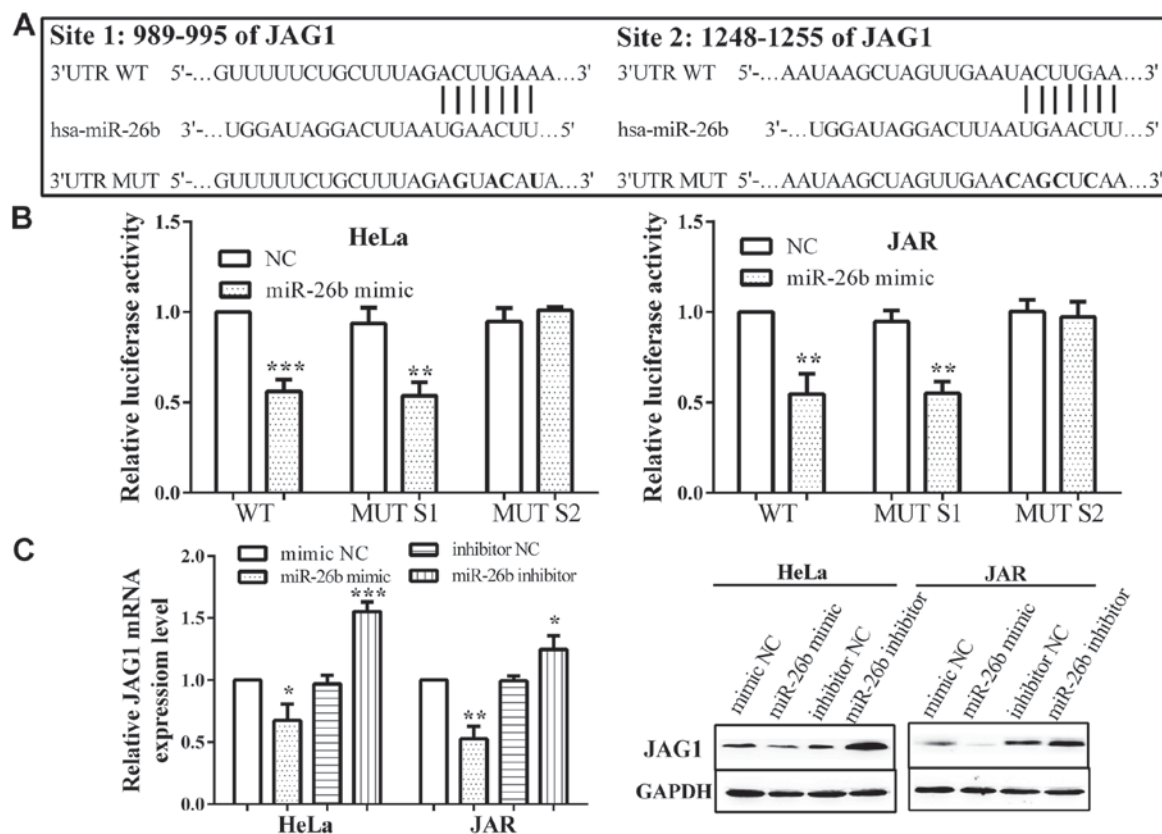 A
Site 1: 989-995 of JAG1
3'UTR WT 5'-...GUUUUUCUGCUUUAGACUUGAAA...3'
hsa-miR-26b 3'-...UGGAUAGGACUUAAUGAACUU...5'
3'UTR MUT 5'-...GUUUUUCUGCUUUAGAGUACAUA...3'
Site 2: 1248-1255 of JAG1
3'UTR WT 5'-...AAUAAGCUAGUUGAAUACUUGAA...3'
hsa-miR-26b 3'-...UGGAUAGGACUUAAUGAACUU...5'
3'UTR MUT 5'-...AAUAAGCUAGUUGAACAGCUCAA...3'
B
Relative luciferase activity
1.5
1.0
0.5
0.0
HeLa
NC
miR-26b mimic
***
**
WT
MUT S1
MUT S2
Relative luciferase activity
1.5
1.0
0.5
0.0
JAR
NC
miR-26b mimic
**
**
WT
MUT S1
MUT S2
C
Relative JAG1 mRNA
expressiom level
2.0
1.5
1.0
0.5
0.0
mimic NC
miR-26b mimic
inhibitor NC
miR-26b inhibitor
*
***
**
*
HeLa
JAR
HeLa
JAR
mimic NC
miR-26b mimic
inhibitor NC
miR-26b inhibitor
mimic NC
miR-26b mimic
inhibitor NC
miR-26b inhibitor
JAG1
GAPDH